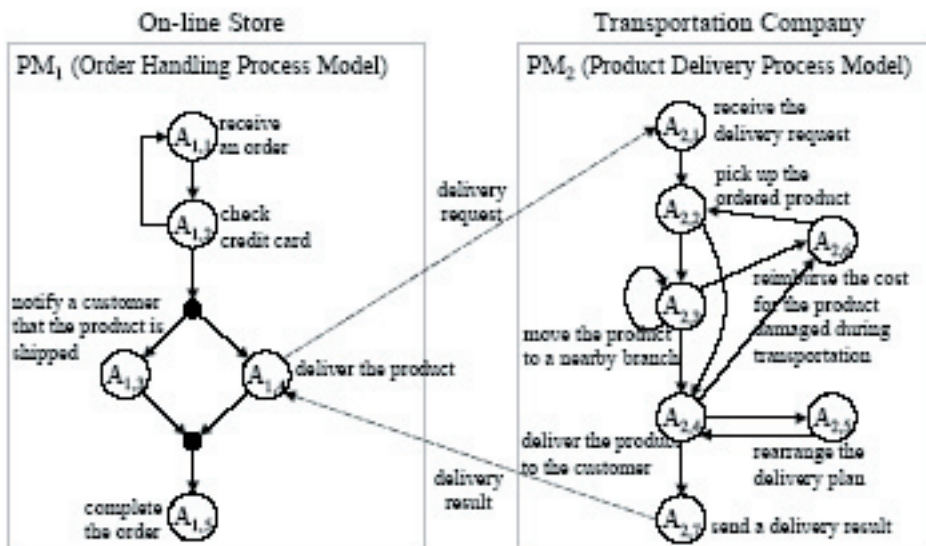 On-line Store
PM1 (Order Handling Process Model)
A1,1
receive
an order
A1,2
check
credit card
notify a customer
that the product is
shipped
A1,3
A1,4
deliver the product
complete
the order
A1,5
delivery
request
delivery
result
Transportation Company
PM2 (Product Delivery Process Model)
A2,1
receive the
delivery request
pick up the
ordered product
A2,2
A2,6
reimburse the cost
for the product
damaged during
transportation
A2,3
move the product
to a nearby branch
A2,4
A2,5
deliver the product
to the customer
rearrange the
delivery plan
A2,7
send a delivery result